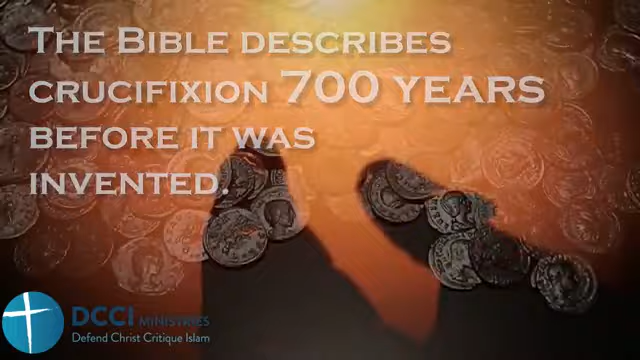 The Bible describes
crucifixion 700 years
before it was
invented.
DCCI Ministries
Defend Christ Critique Islam